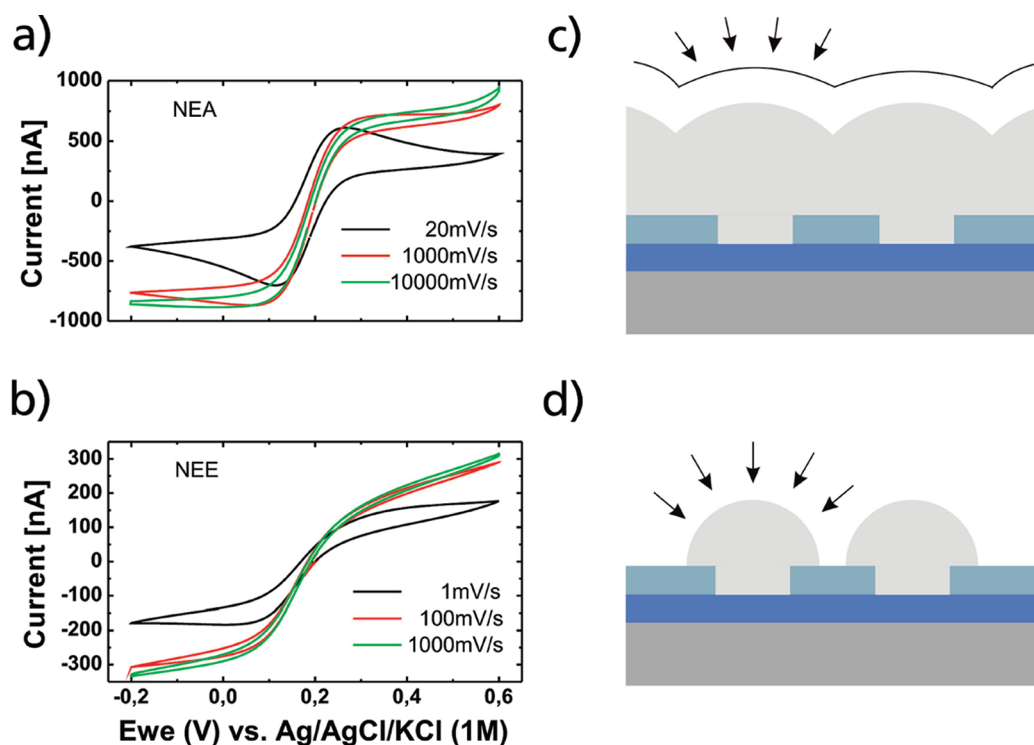 a)
1000
500
0
-500
-1000
Current [nA]
NEA
20mV/s
1000mV/s
10000mV/s
b)
300
200
100
0
-100
-200
-300
Current [nA]
NEE
1mV/s
100mV/s
1000mV/s
-0,2 0,0 0,2 0,4 0,6
Ewe (V) vs. Ag/AgCl/KCl (1M)
c)
d)